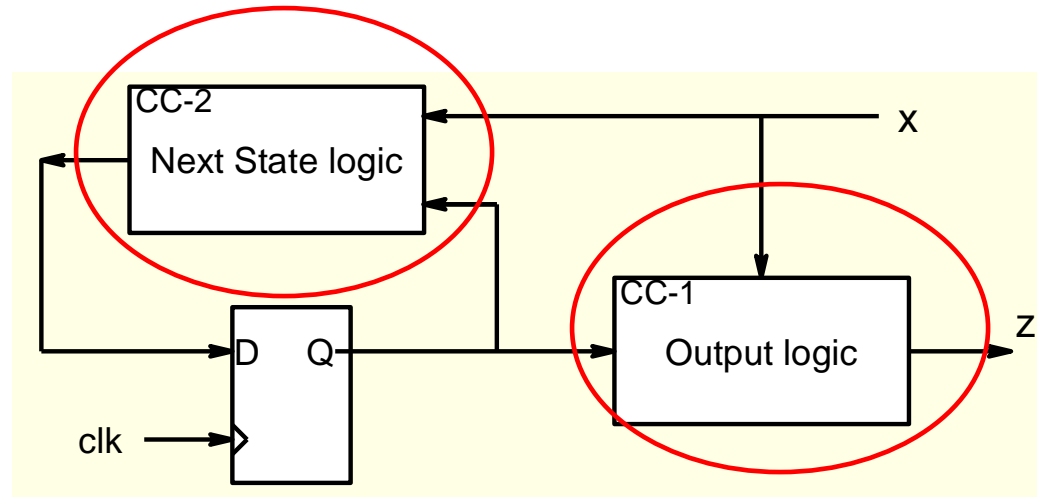 CC-2
Next State logic
x
CC-1
Output logic
z
D Q
clk